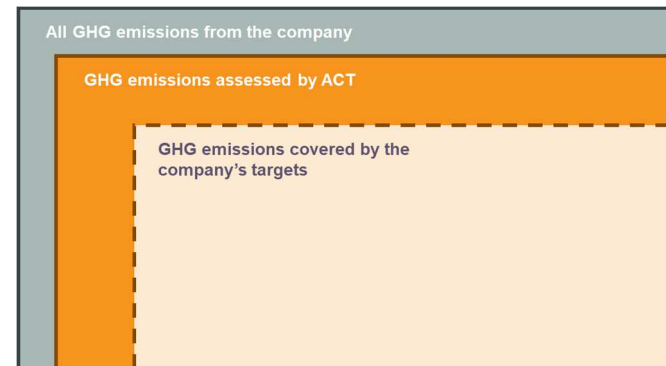 All GHG emissions from the company
GHG emissions assessed by ACT
GHG emissions covered by the
company’s targets